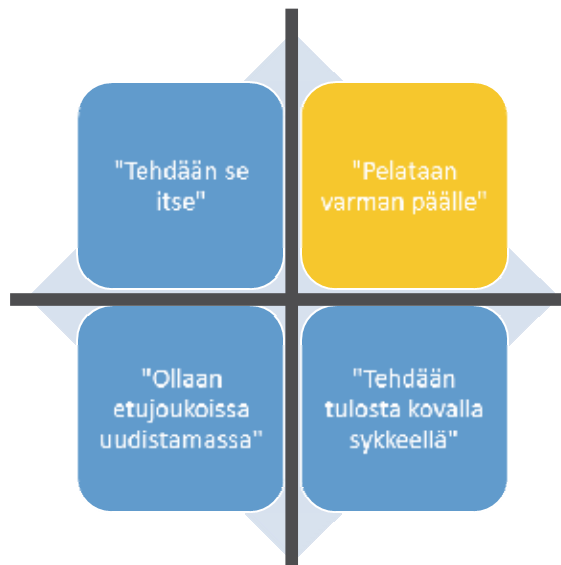 "Tehdään se
itse"
"Pelataan
varman päälle"
"Ollaan
etujoukoissa
uudistamassa"
"Tehdään
tulosta kovalla
sykkeellä"